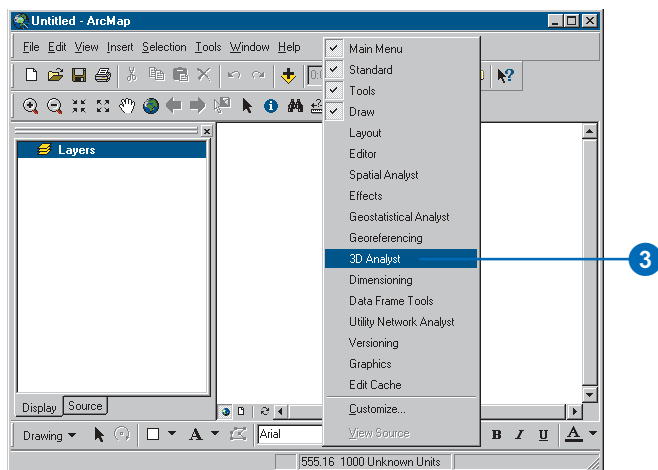 Untitled - ArcMap
File Edit View Insert Selection Tools Window Help
Layers
Main Menu
Standard
Tools
Draw
Layout
Editor
Spatial Analyst
Effects
Geostatistical Analyst
Georeferencing
3D Analyst
3
Dimensioning
Data Frame Tools
Utility Network Analyst
Versioning
Graphics
Edit Cache
Customize...
View Source
Display Source
Drawing A Arial B I U A
555.16 1000 Unknown Units